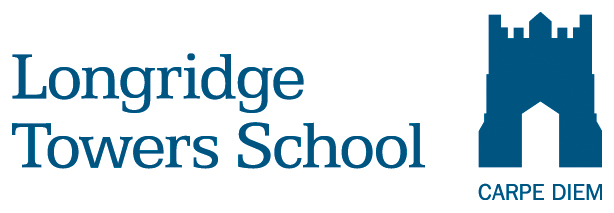 Longridge
Towers School
CARPE DIEM